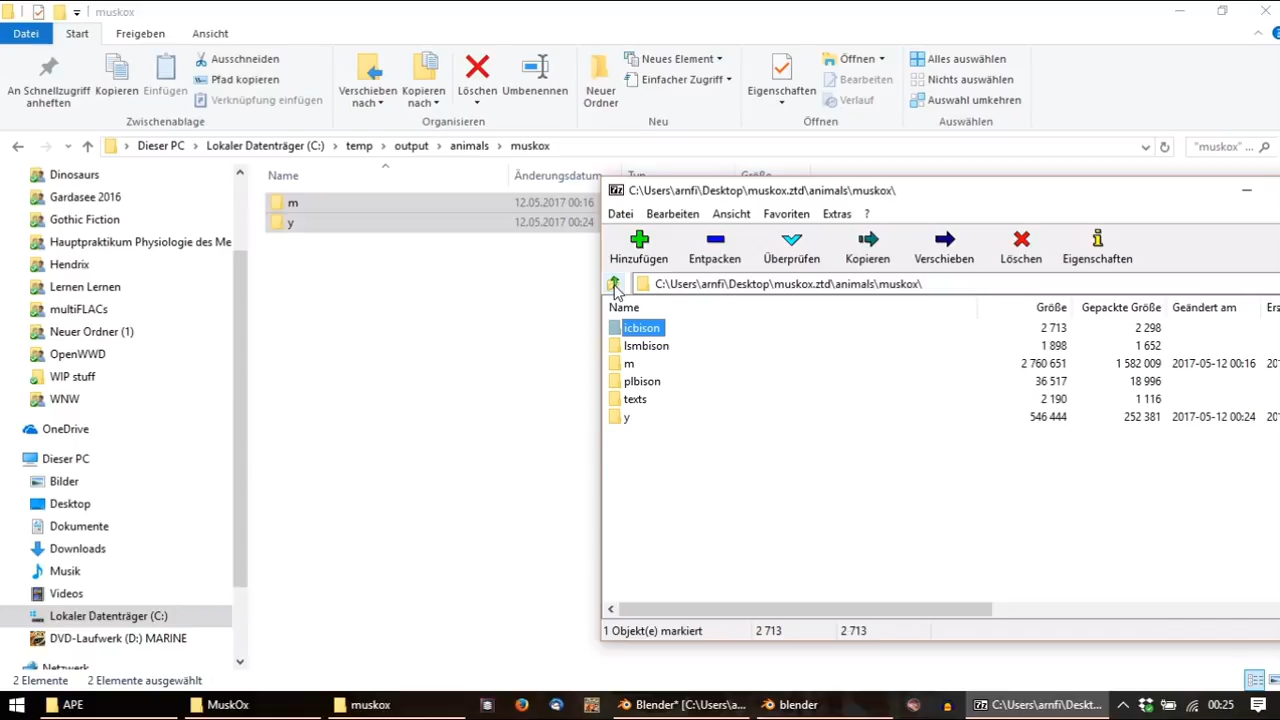 muskox
Datei Start Freigeben Ansicht
An Schnellzugriff anheften
Kopieren
Einfügen
Ausschneiden
Pfad kopieren
Verknüpfung einfügen
Zwischenablage
Verschieben nach
Kopieren nach
Löschen
Umbenennen
Organisieren
Neuer Ordner
Neues Element
Einfacher Zugriff
Neu
Eigenschaften
Öffnen
Bearbeiten
Verlauf
Öffnen
Alles auswählen
Nichts auswählen
Auswahl umkehren
Auswählen
Dieser PC Lokaler Datenträger (C:) temp output animals muskox
"muskox" ...
Dinosaurs
Gardasee 2016
Gothic Fiction
Hauptpraktikum Physiologie des Me
Hendrix
Lernen Lernen
multiFLACs
Neuer Ordner (1)
OpenWWD
WIP stuff
WNW
OneDrive
Dieser PC
Bilder
Desktop
Dokumente
Downloads
Musik
Videos
Lokaler Datenträger (C:)
DVD-Laufwerk (D:) MARINE
Netzwerk
Name Änderungsdatum Typ Größe
m 12.05.2017 00:16
y 12.05.2017 00:24
C:\Users\arnfi\Desktop\muskox.ztd\animals\muskox\
Datei Bearbeiten Ansicht Favoriten Extras ?
Hinzufügen Entpacken Überprüfen Kopieren Verschieben Löschen Eigenschaften
C:\Users\arnfi\Desktop\muskox.ztd\animals\muskox\
Name Größe Gepackte Größe Geändert am Ers
icbison 2 713 2 298
lsmbison 1 898 1 652
m 2 760 651 1 582 009 2017-05-12 00:16 20
plbison 36 517 18 996
texts 2 190 1 116
y 546 444 252 381 2017-05-12 00:24 20
1 Objekt(e) markiert 2 713 2 713
2 Elemente 2 Elemente ausgewählt
APE MuskOx muskox Blender* [C:\Users\a... blender C:\Users\arnfi\Deskt... 00:25